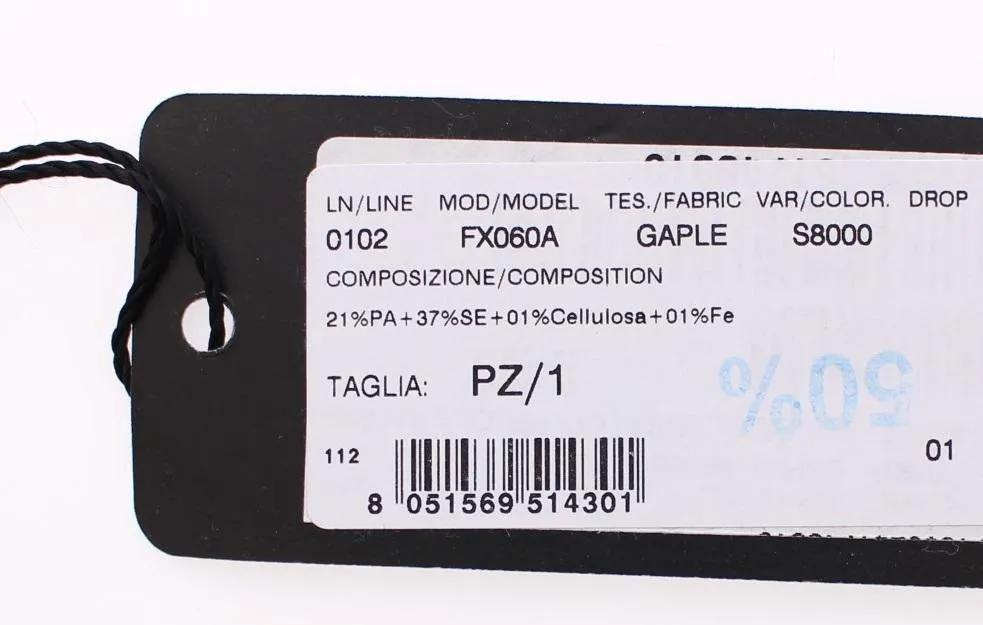 LN/LINE MOD/MODEL TES./FABRIC VAR/COLOR. DROP
0102 FX060A GAPLE S8000
COMPOSIZIONE/COMPOSITION
21%PA+37%SE+01%Cellulosa+01%Fe
TAGLIA: PZ/1
50%
112
01
8 051569 514301